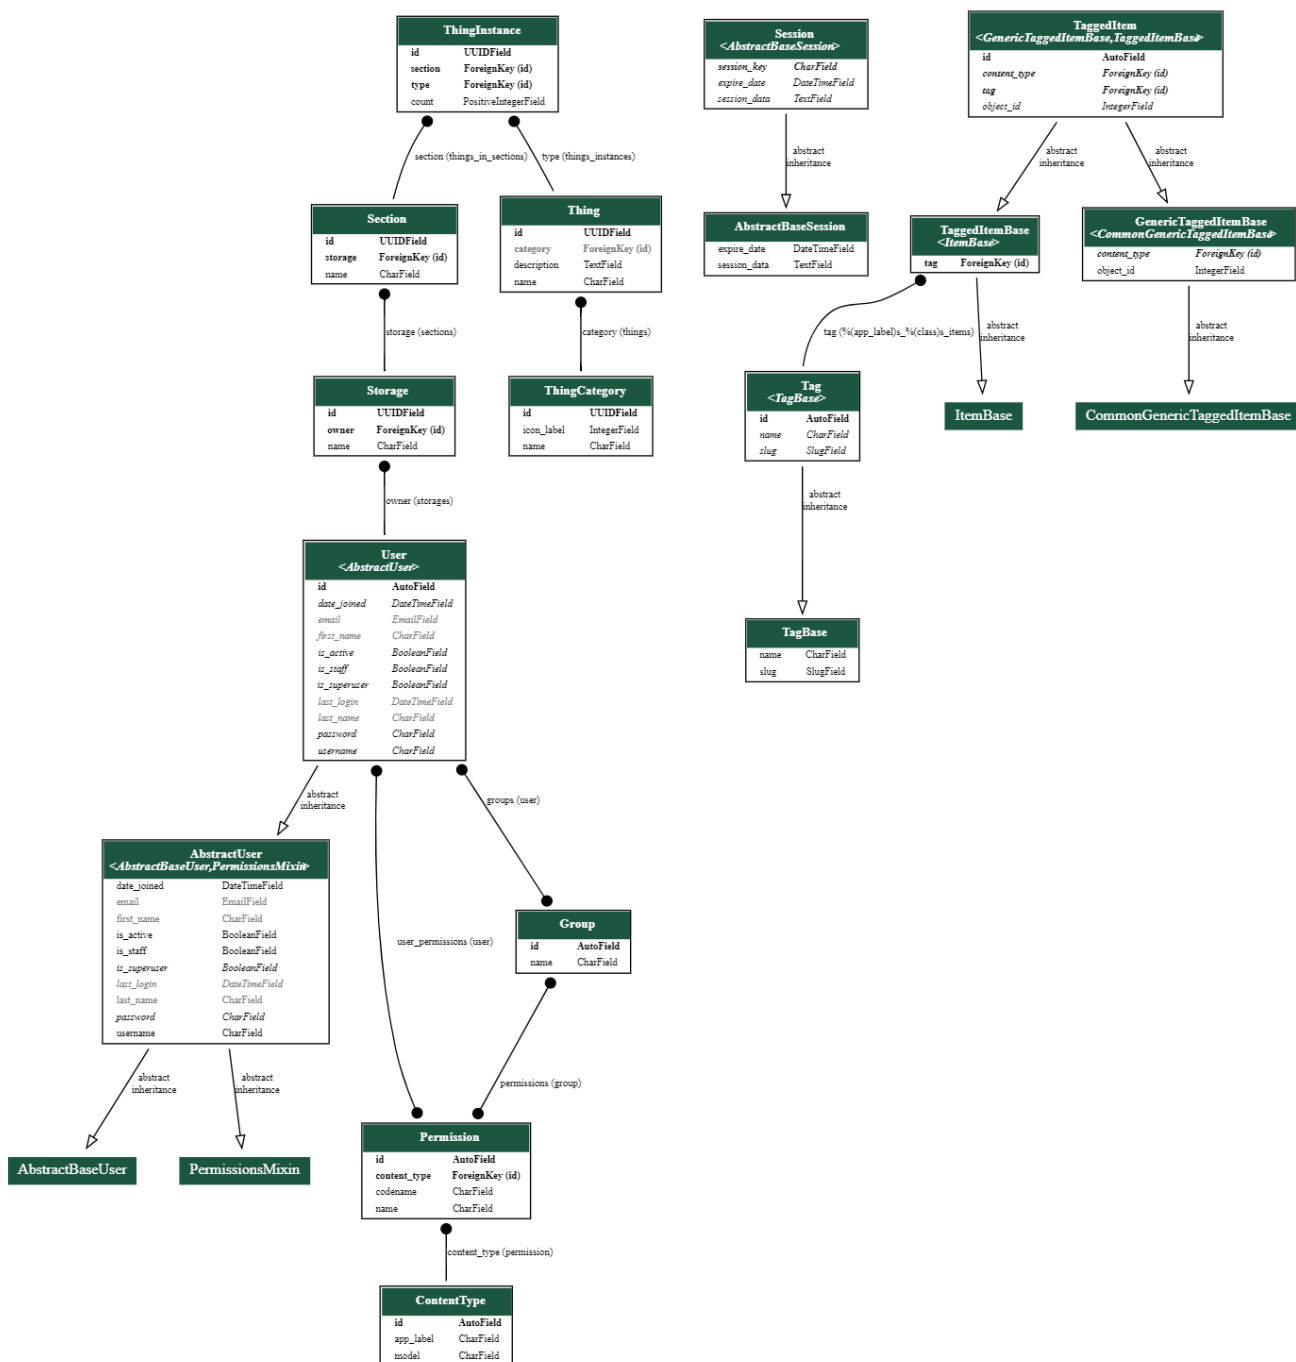 ThingInstance
id UUIDField
section ForeignKey (id)
type ForeignKey (id)
count PositiveIntegerField
section (things_in_sections)
type (things_instances)
Section
id UUIDField
storage ForeignKey (id)
name CharField
Thing
id UUIDField
category ForeignKey (id)
description TextField
name CharField
storage (sections)
category (things)
Storage
id UUIDField
owner ForeignKey (id)
name CharField
ThingCategory
id UUIDField
icon_label IntegerField
name CharField
owner (storages)
User
<AbstractUser>
id AutoField
date_joined DateTimeField
email EmailField
first_name CharField
is_active BooleanField
is_staff BooleanField
is_superuser BooleanField
last_login DateTimeField
last_name CharField
password CharField
username CharField
abstract
inheritance
groups (user)
user_permissions (user)
AbstractUser
<AbstractBaseUser,PermissionsMixin>
date_joined DateTimeField
email EmailField
first_name CharField
is_active BooleanField
is_staff BooleanField
is_superuser BooleanField
last_login DateTimeField
last_name CharField
password CharField
username CharField
Group
id AutoField
name CharField
abstract
inheritance
abstract
inheritance
permissions (group)
AbstractBaseUser
PermissionsMixin
Permission
id AutoField
content_type ForeignKey (id)
codename CharField
name CharField
content_type (permission)
ContentType
id AutoField
app_label CharField
model CharField
Session
<AbstractBaseSession>
session_key CharField
expire_date DateTimeField
session_data TextField
abstract
inheritance
AbstractBaseSession
expire_date DateTimeField
session_data TextField
TaggedItem
<GenericTaggedItemBase,TaggedItemBase>
id AutoField
content_type ForeignKey (id)
tag ForeignKey (id)
object_id IntegerField
abstract
inheritance
abstract
inheritance
TaggedItemBase
<ItemBase>
tag ForeignKey (id)
GenericTaggedItemBase
<CommonGenericTaggedItemBase>
content_type ForeignKey (id)
object_id IntegerField
tag (%(app_label)s_%(class)s_items)
abstract
inheritance
abstract
inheritance
Tag
<TagBase>
id AutoField
name CharField
slug SlugField
ItemBase
CommonGenericTaggedItemBase
abstract
inheritance
TagBase
name CharField
slug SlugField